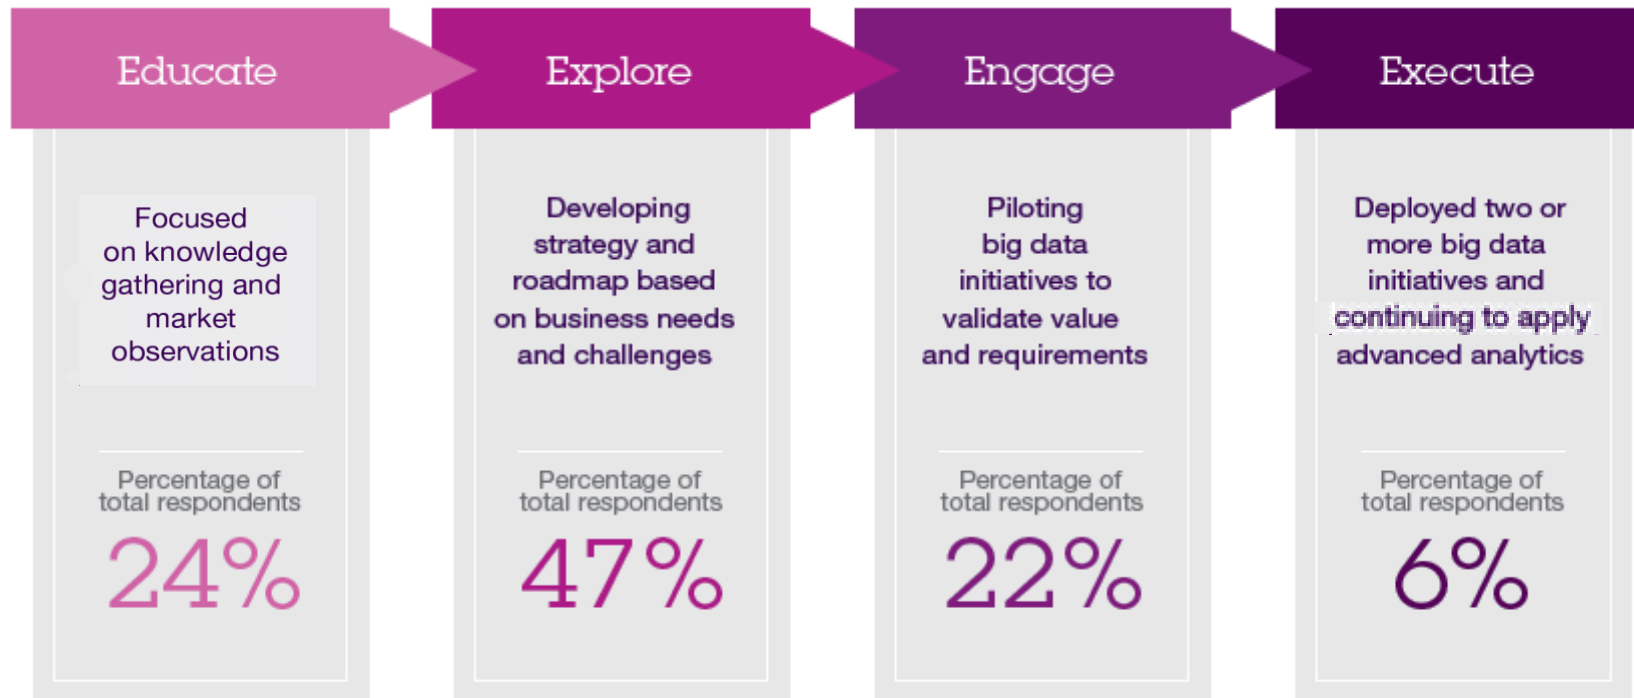 Educate
Focused
on knowledge
gathering and
market
observations
Percentage of
total respondents
24%
Explore
Developing
strategy and
roadmap based
on business needs
and challenges
Percentage of
total respondents
47%
Engage
Piloting
big data
initiatives to
validate value
and requirements
Percentage of
total respondents
22%
Execute
Deployed two or
more big data
initiatives and
continuing to apply
advanced analytics
Percentage of
total respondents
6%